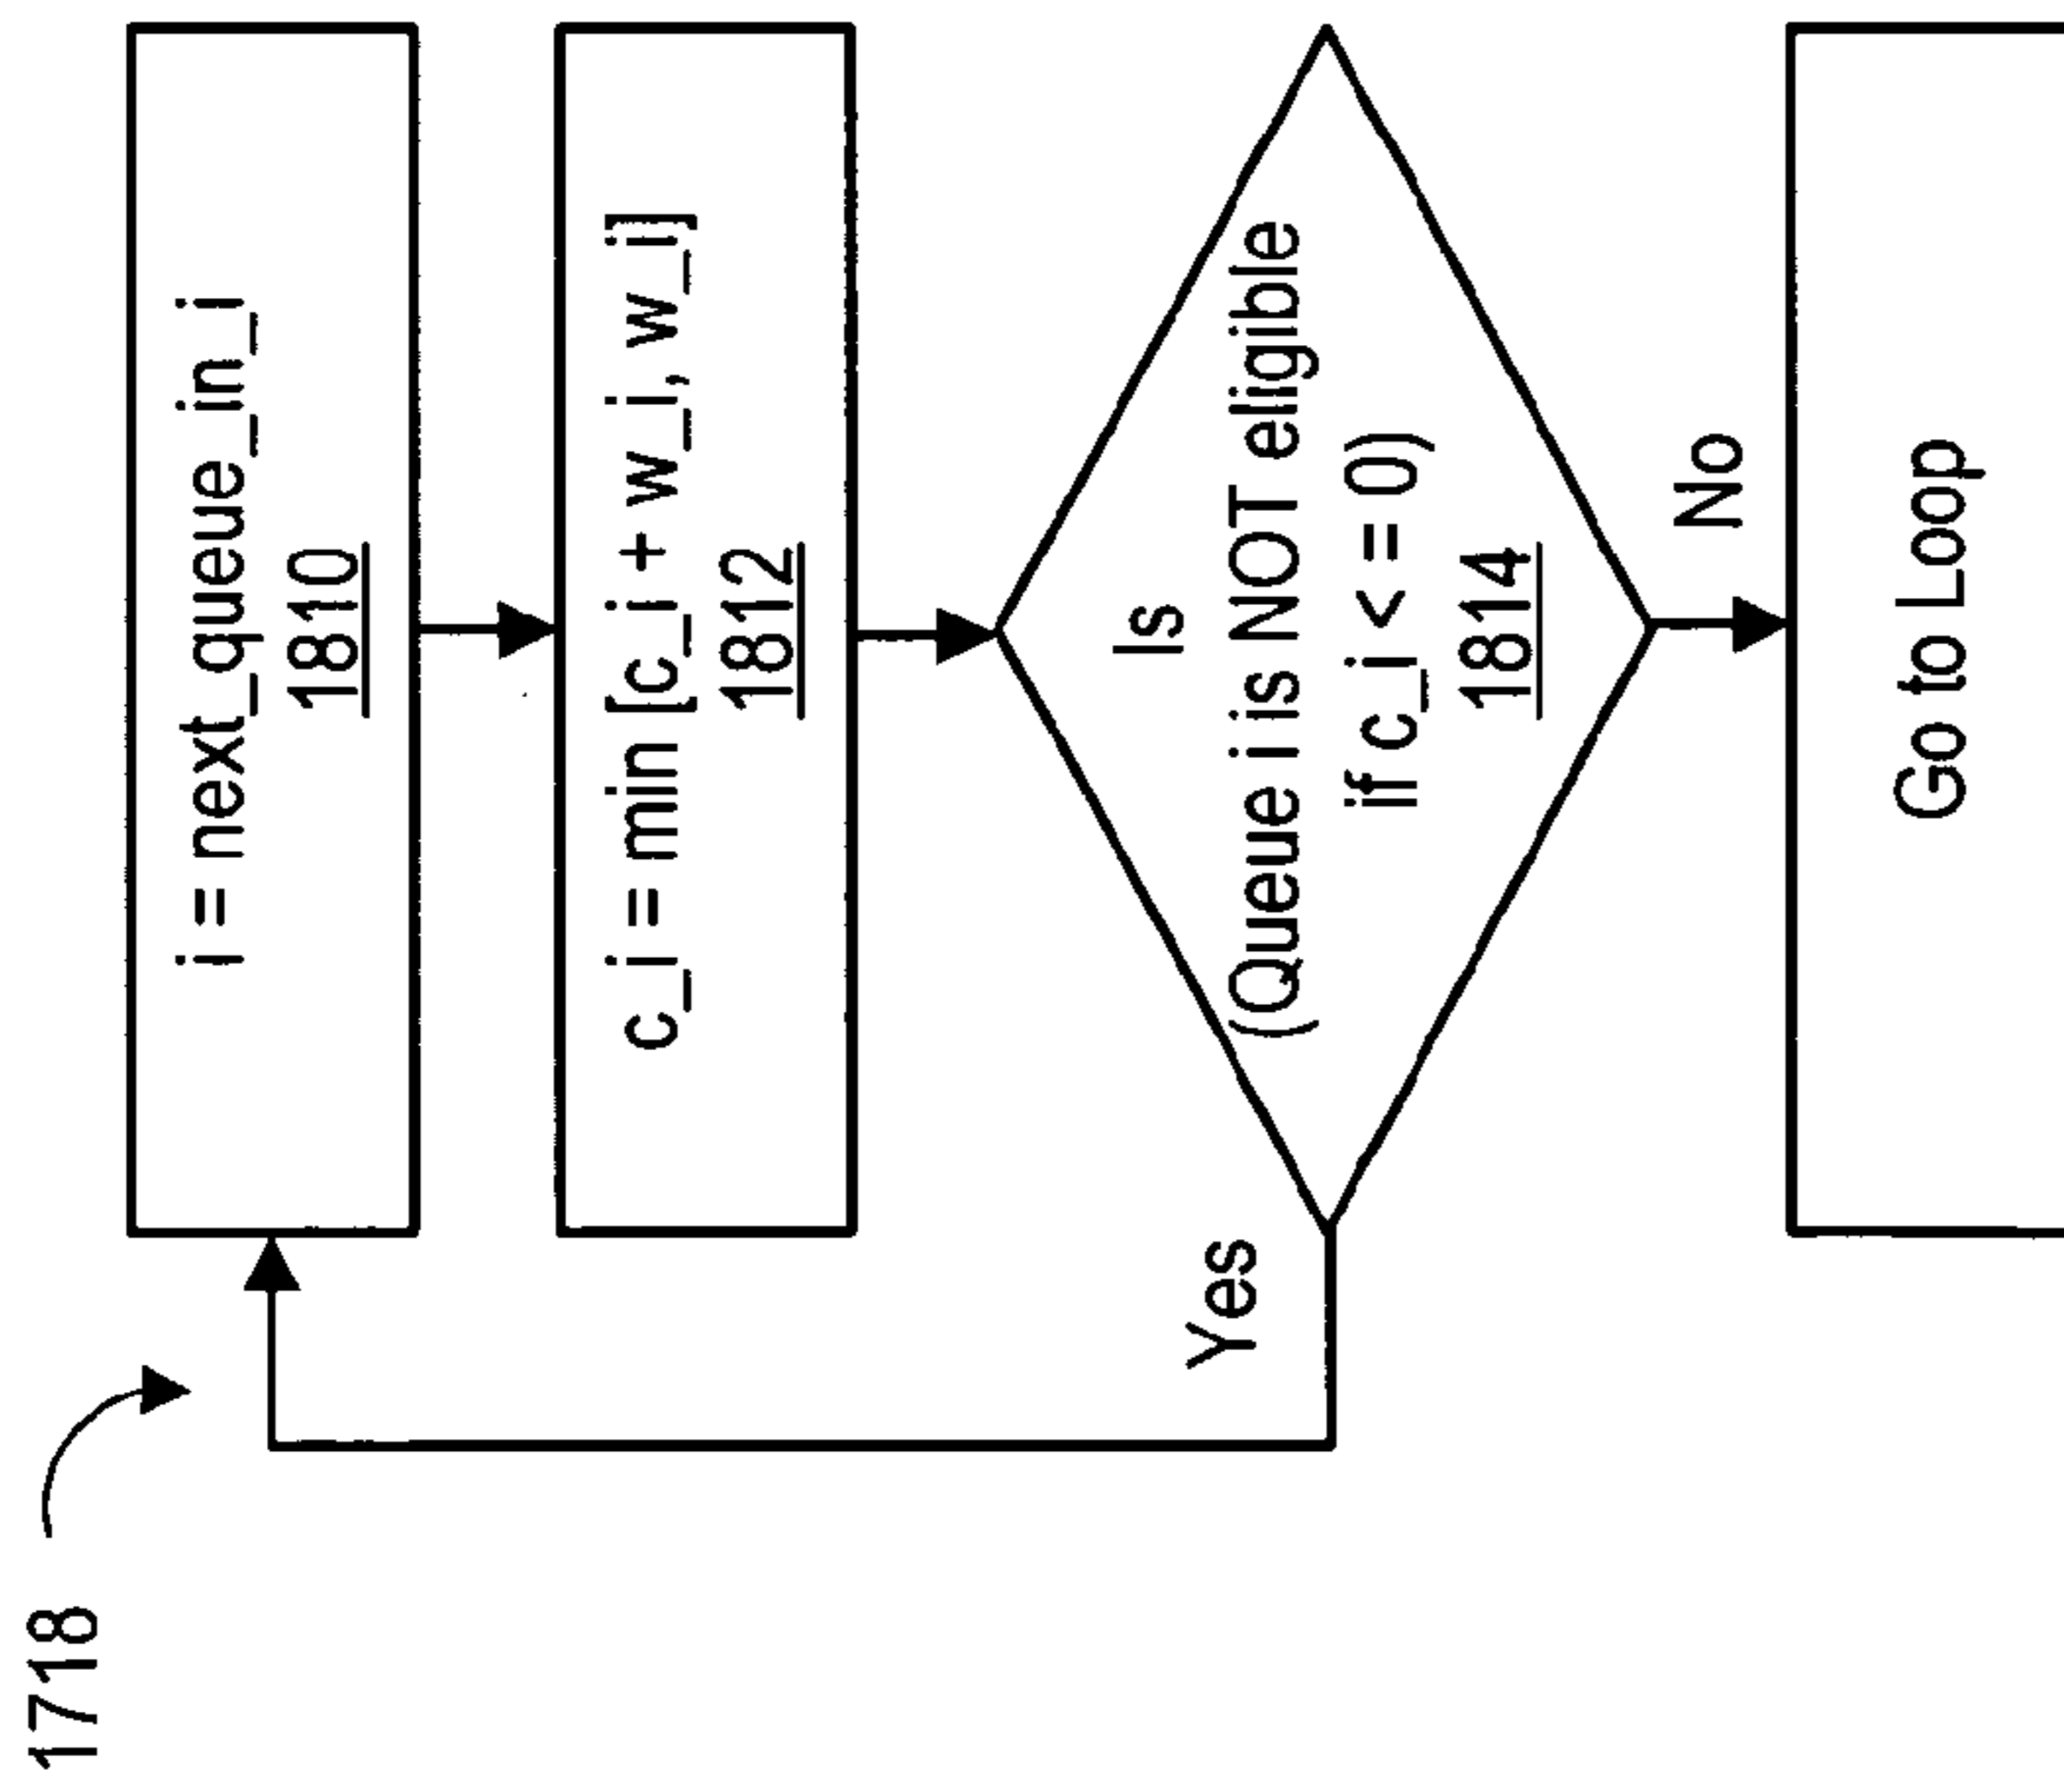 1718
i = next_queue_in_i
1810
c_i = min [c_i + w_i, w_i]
1812
Is
(Queue i is NOT eligible
if c_i < = 0)
1814
Yes
No
Go to Loop